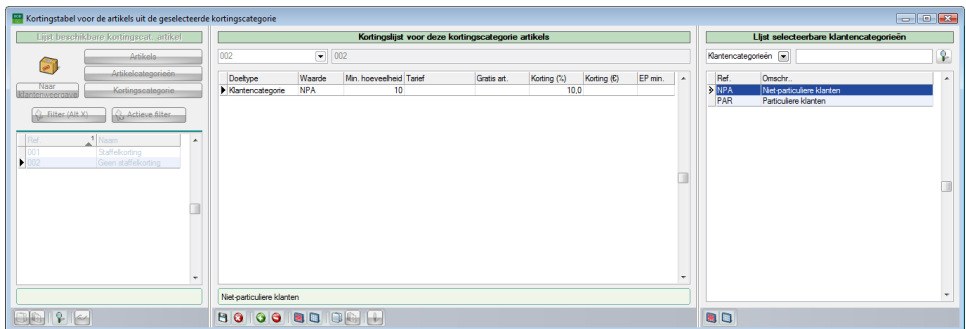 Kortingstabel voor de artikels uit de geselecteerde kortingscategorie
Lijst beschikbare kortingscat. artikel
Artikels
Artikelcategorieën
Naar klantenweergave
Kortingscategorie
Filter (Alt X)
Actieve filter
Ref. 1 Naam
001 Staffelkorting
002 Geen staffelkorting
Kortingslijst voor deze kortingscategorie artikels
002 002
Doeltype Waarde Min. hoeveelheid Tarief Gratis art. Korting (%) Korting (€) EP min.
Klantencategorie NPA 10 10,0
Niet-particuliere klanten
Lijst selecteerbare klantencategorieën
Klantencategorieën
Ref. Omschr..
NPA Niet-particuliere klanten
PAR Particuliere klanten